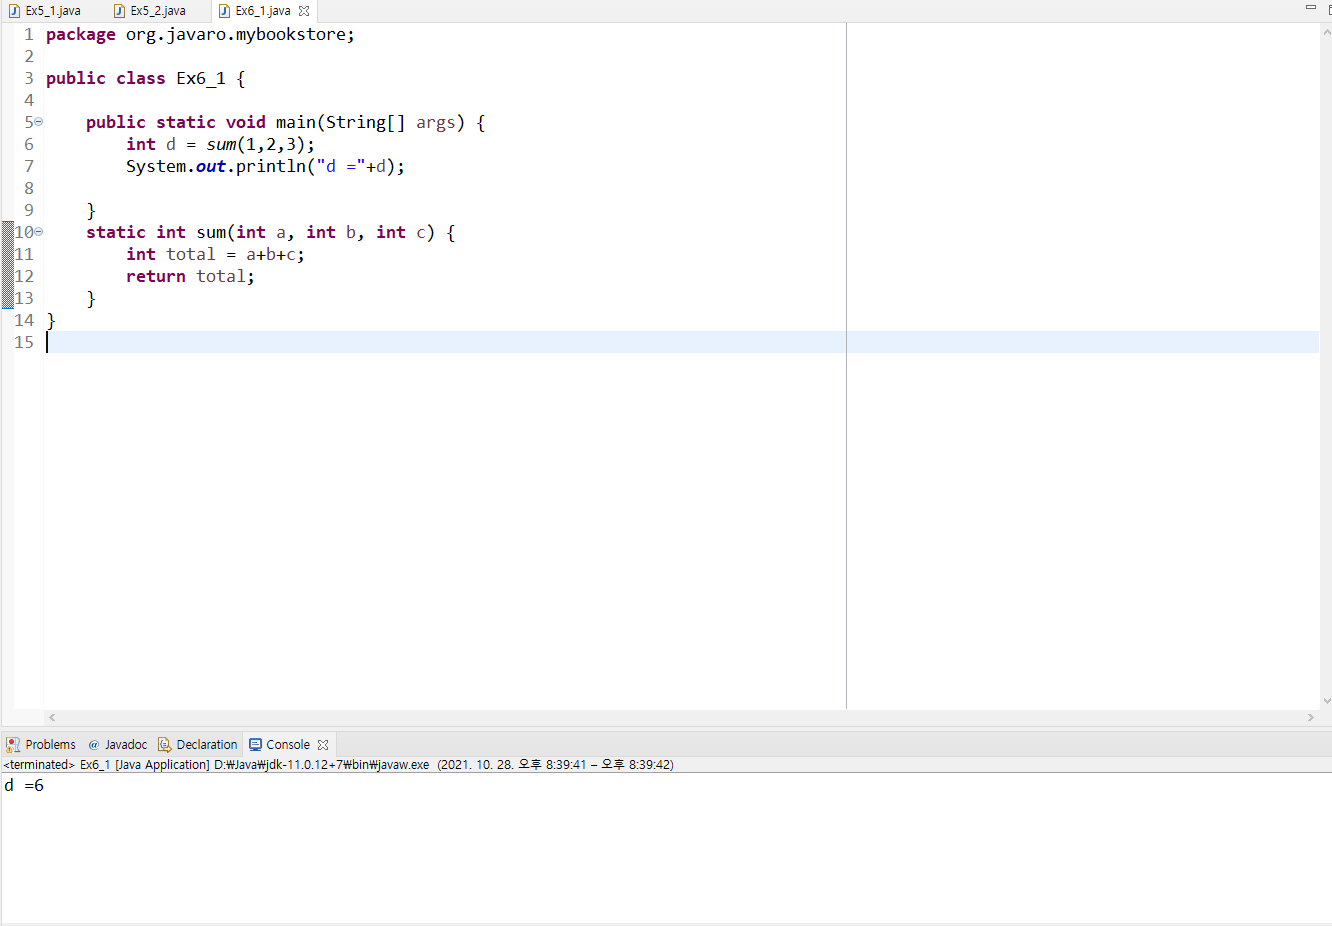 Ex5_1.java Ex5_2.java Ex6_1.java
1 package org.javaro.mybookstore;
2
3 public class Ex6_1 {
4
5 public static void main(String[] args) {
6 int d = sum(1,2,3);
7 System.out.println("d ="+d);
8
9 }
10 static int sum(int a, int b, int c) {
11 int total = a+b+c;
12 return total;
13 }
14 }
15
Problems @ Javadoc Declaration Console
<terminated> Ex6_1 [Java Application] D:₩Java₩jdk-11.0.12+7₩bin₩javaw.exe (2021. 10. 28. 오후 8:39:41 – 오후 8:39:42)
d =6